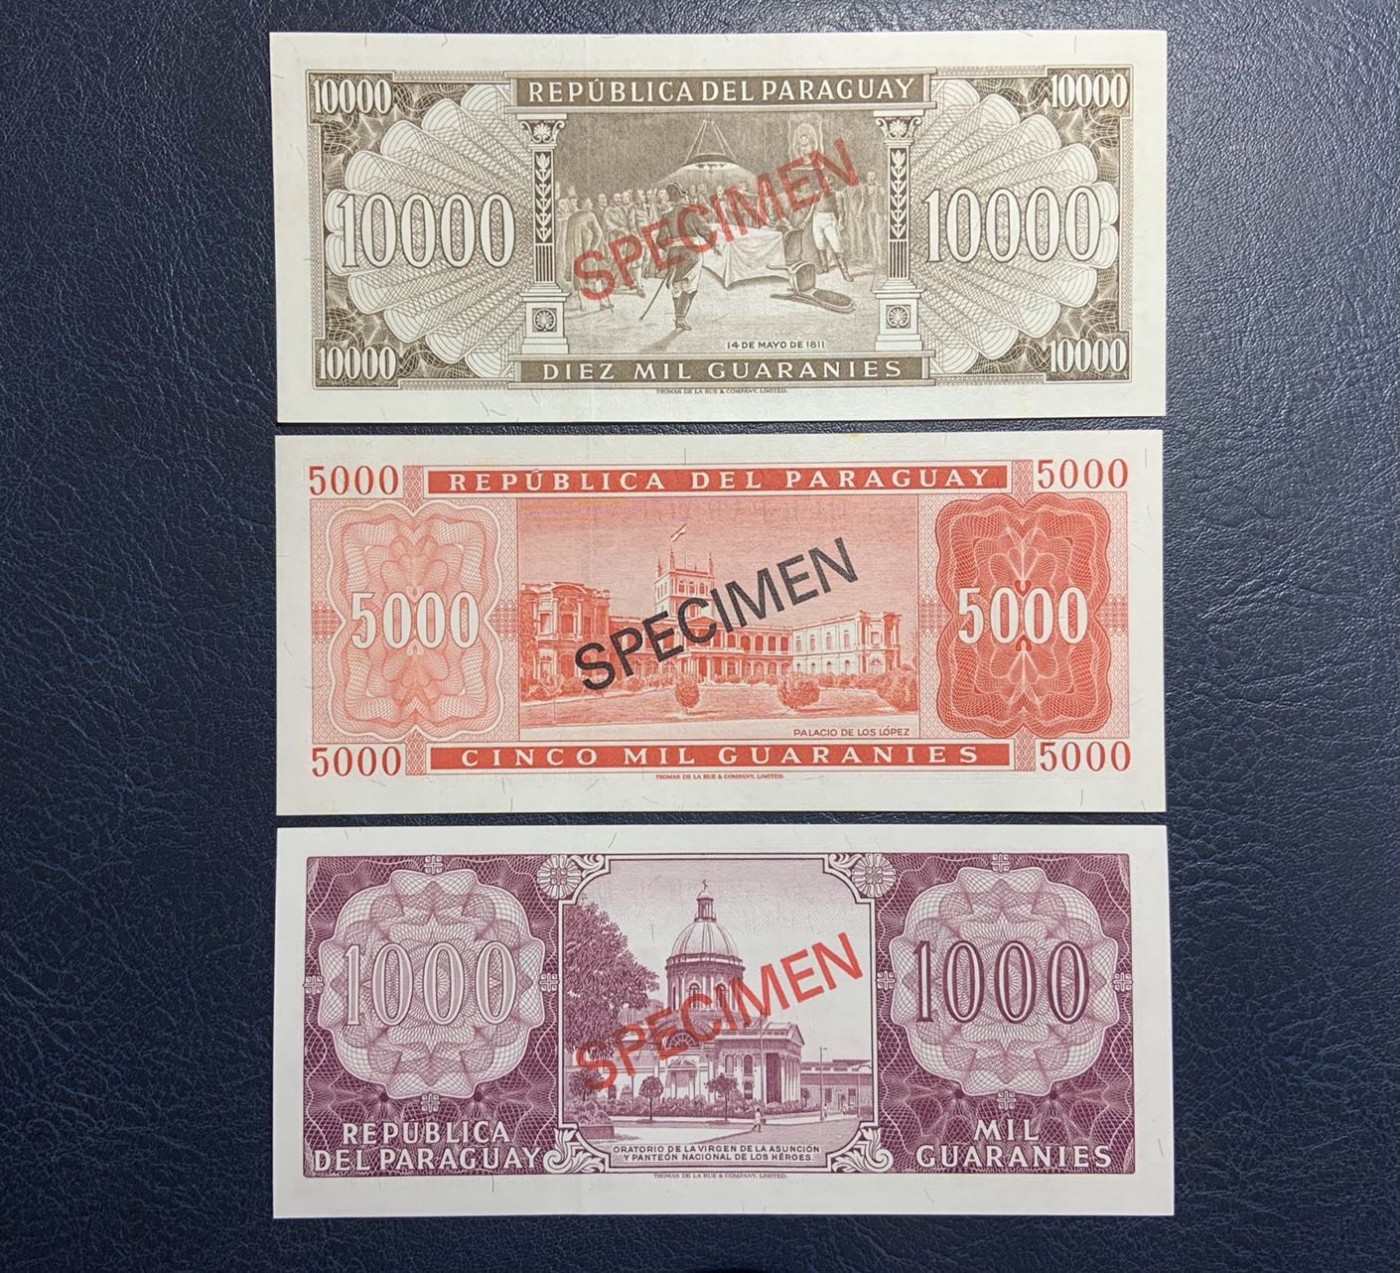 10000
REPÚBLICA DEL PARAGUAY
10000
10000
SPECIMEN
10000
14 DE MAYO DE 1811
10000
DIEZ MIL GUARANIES
10000
THOMAS DE LA RUE & COMPANY, LIMITED.
5000
REPÚBLICA DEL PARAGUAY
5000
5000
SPECIMEN
5000
PALACIO DE LOS LÓPEZ
5000
CINCO MIL GUARANIES
5000
THOMAS DE LA RUE & COMPANY, LIMITED.
1000
SPECIMEN
1000
REPUBLICA
DEL PARAGUAY
ORATORIO DE LA VIRGEN DE LA ASUNCIÓN
Y PANTEÓN NACIONAL DE LOS HÉROES.
MIL
GUARANIES
THOMAS DE LA RUE & COMPANY, LIMITED.